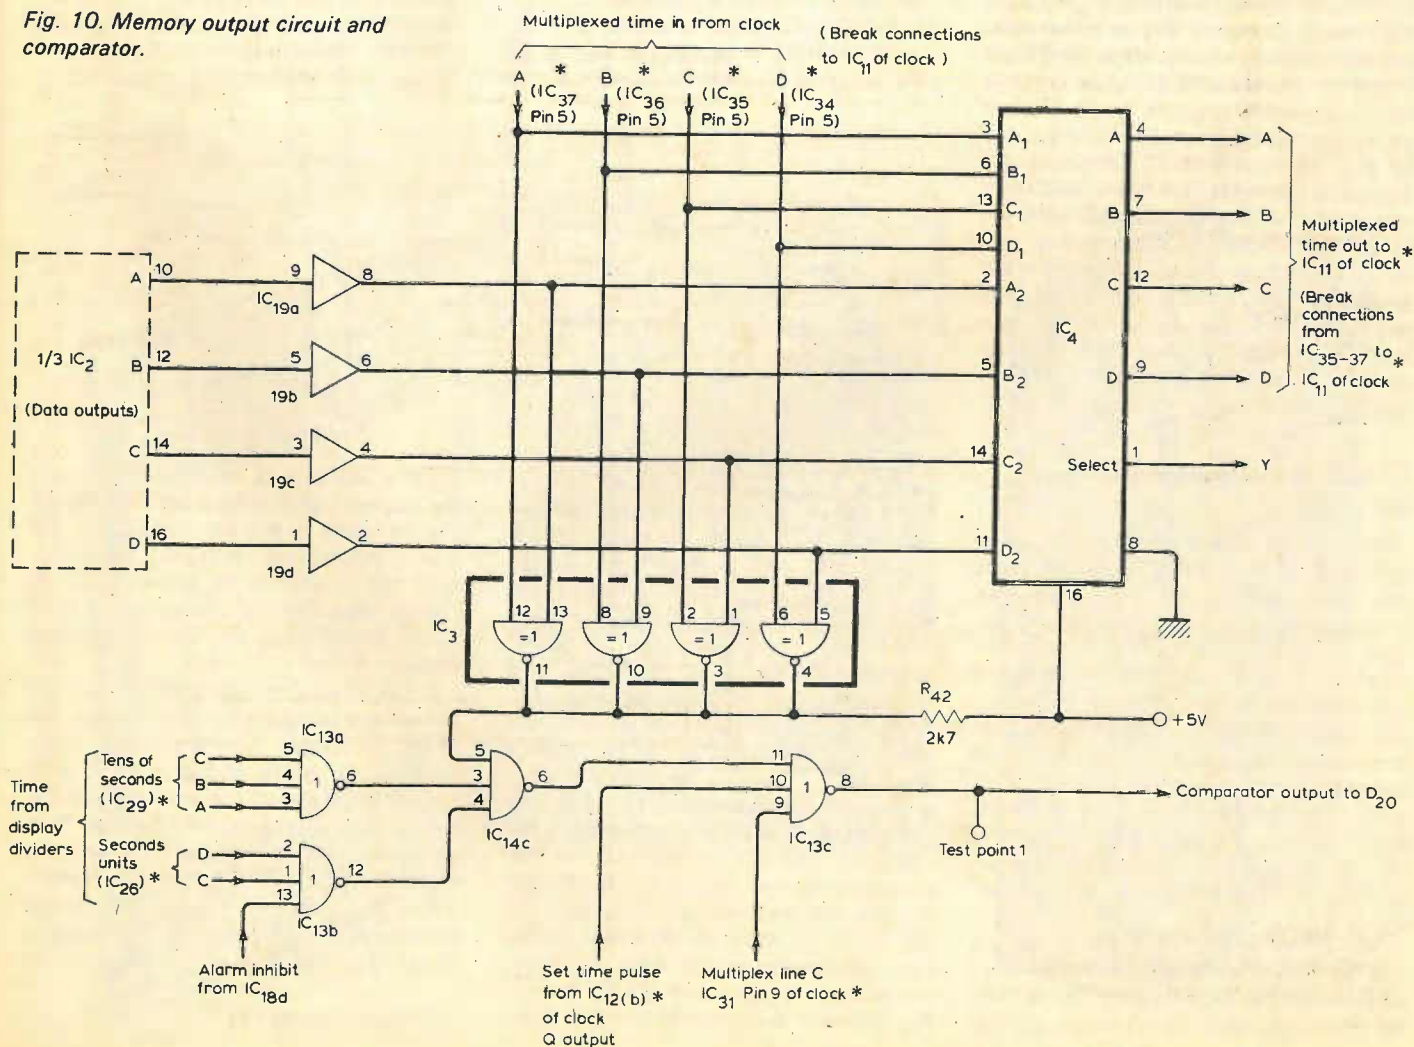 Fig. 10. Memory output circuit and
comparator.
Multiplexed time in from clock
(Break connections
to IC11 of clock)
A * B * C * D *
(IC37
Pin 5)
(IC36
Pin 5)
(IC35
Pin 5)
(IC34
Pin 5)
3 A1
6 B1
13 C1
10 D1
2 A2
5 B2
14 C2
11 D2
A 4 A
B 7 B
C 12 C
D 9 D
Select 1 Y
8
16
IC4
Multiplexed
time out to *
IC11 of clock
(Break
connections
from
IC35-37 to *
IC11 of clock
1/3 IC2
(Data outputs)
A 10 9 8
IC19a
B 12 5 6
19b
C 14 3 4
19c
D 16 1 2
19d
IC3
12 13 8 9 2 1 6 5
=1 =1 =1 =1
11 10 3 4
R42
2k7
+5V
Time
from
display
dividers
Tens of
seconds
(IC29) *
C 5
B 4
A 3
IC13a
1 6
Seconds
units
(IC26) *
D 2
C 1
13
1 12
IC13b
5
3
4
6
IC14c
11
10
9
1 8
IC13c
Comparator output to D20
Test point 1
Alarm inhibit
from IC18d
Set time pulse
from IC12(b) *
of clock
Q output
Multiplex line C
IC31 Pin 9 of clock *